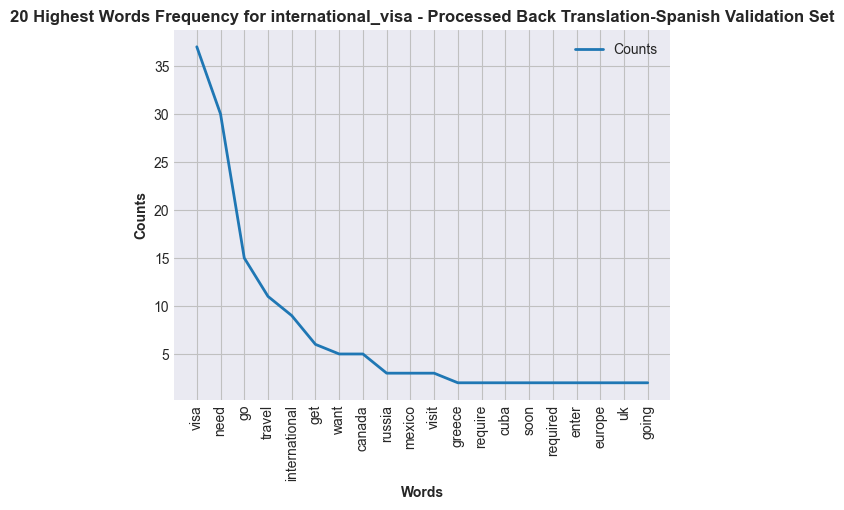 20 Highest Words Frequency for international_visa - Processed Back Translation-Spanish Validation Set
Counts
35
30
25
20
15
10
5
Counts
visa
need
go
travel
international
get
want
canada
russia
mexico
visit
greece
require
cuba
soon
required
enter
europe
uk
going
Words